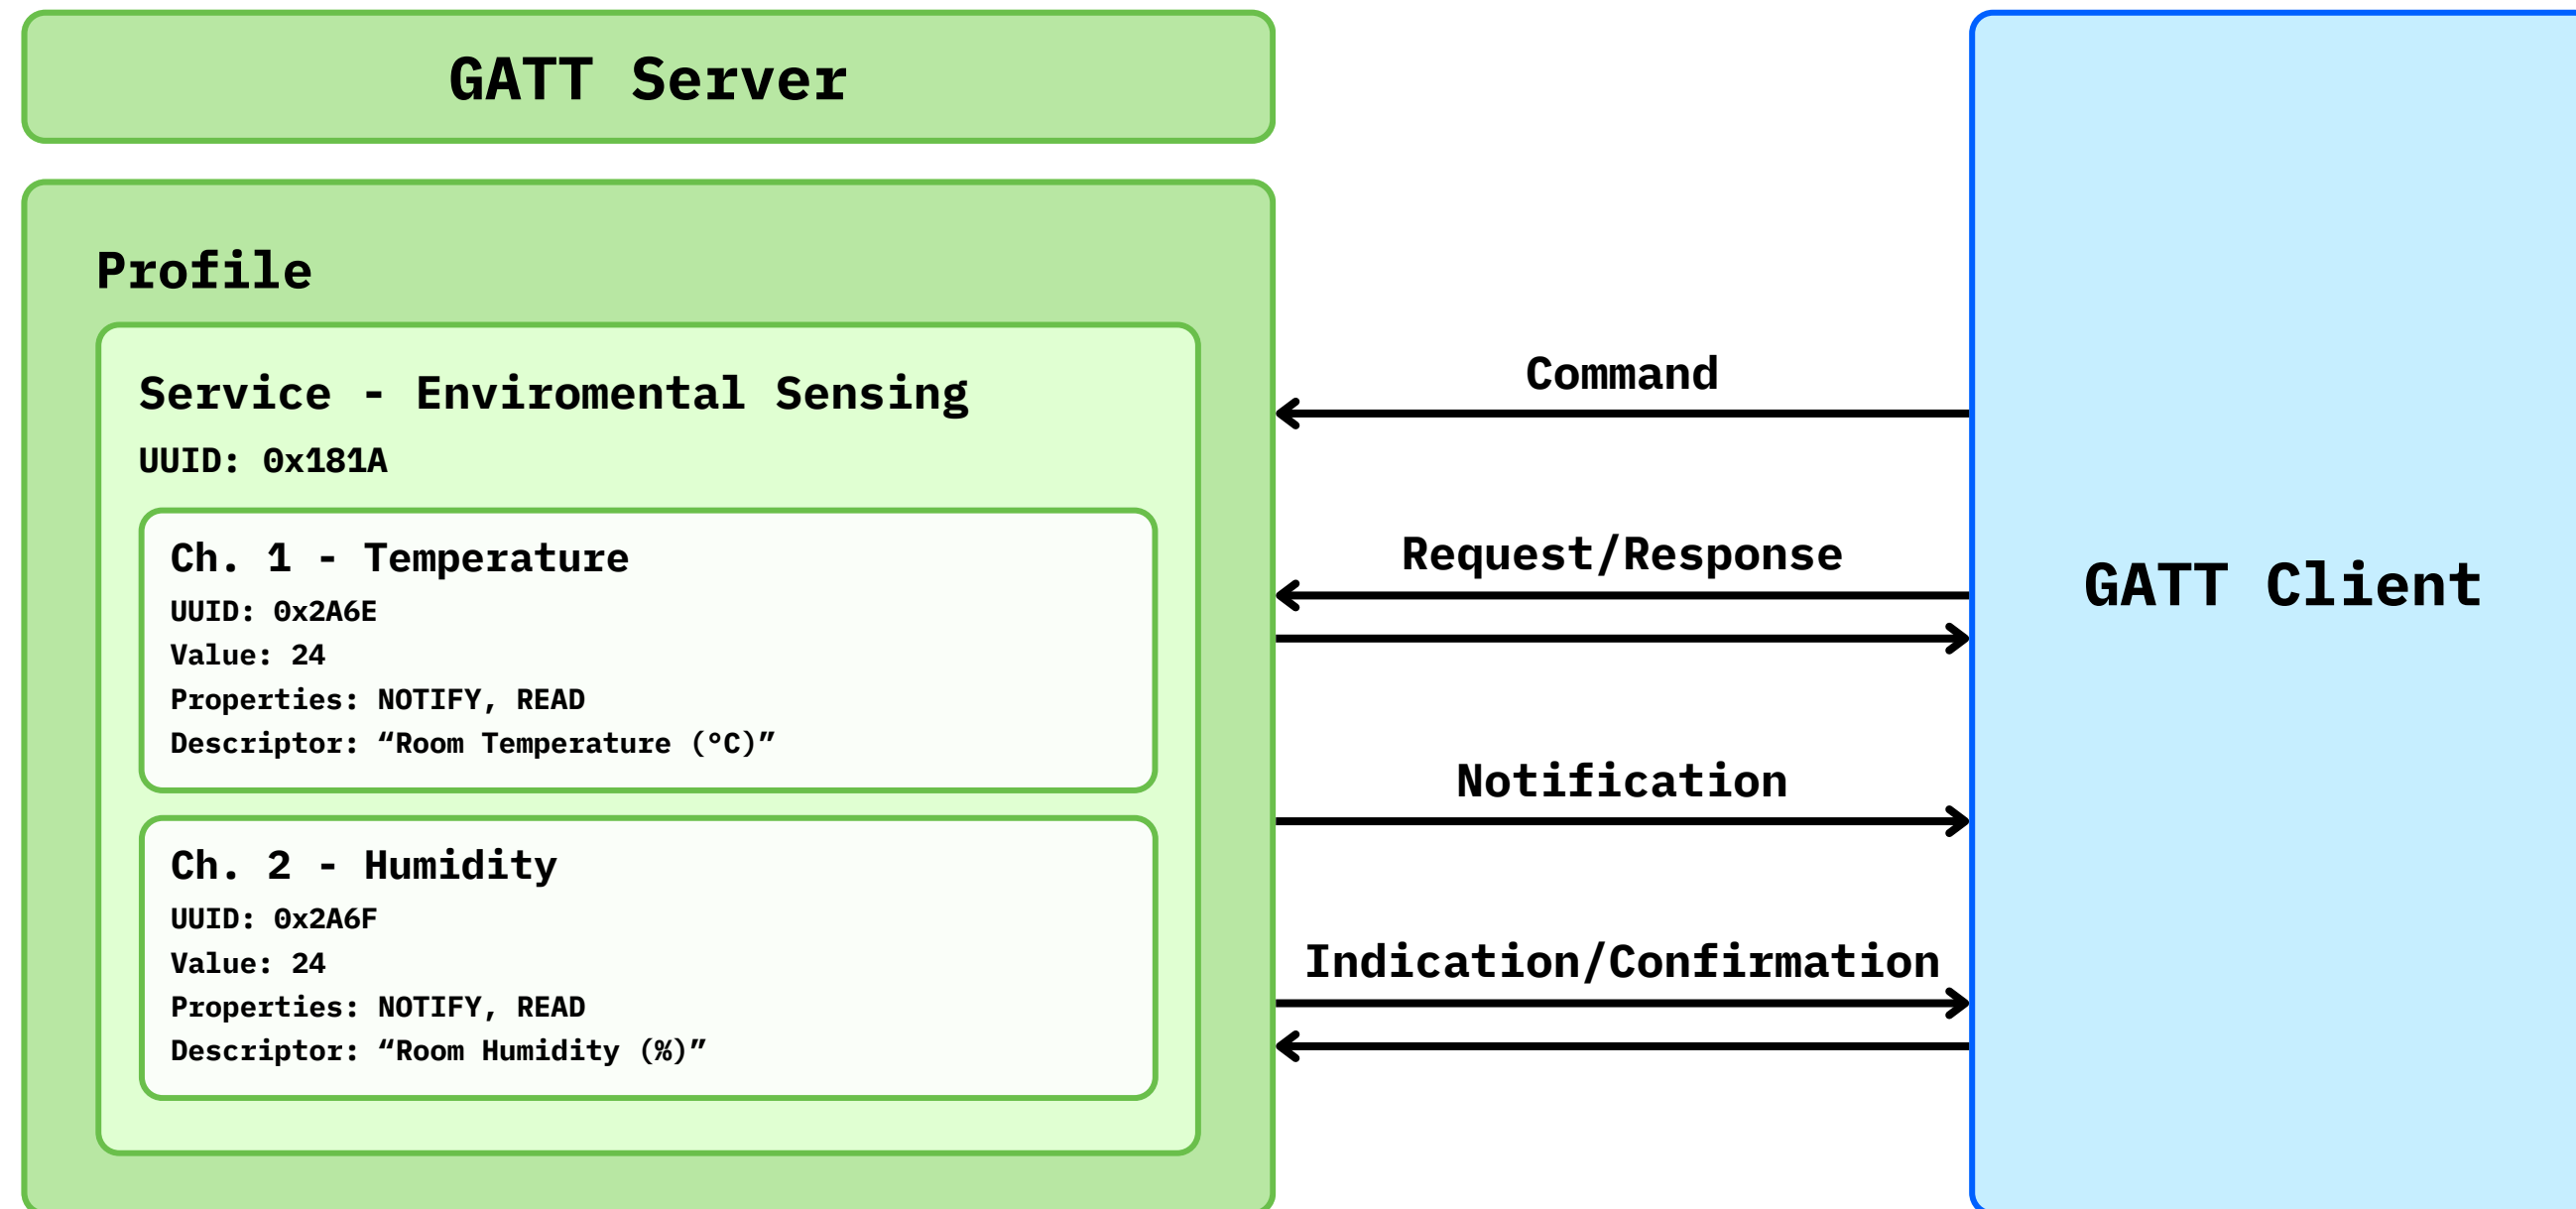 GATT Server
Profile
Service - Enviromental Sensing
UUID: 0x181A
Ch. 1 - Temperature
UUID: 0x2A6E
Value: 24
Properties: NOTIFY, READ
Descriptor: “Room Temperature (°C)”
Ch. 2 - Humidity
UUID: 0x2A6F
Value: 24
Properties: NOTIFY, READ
Descriptor: “Room Humidity (%)”
Command
Request/Response
Notification
Indication/Confirmation
GATT Client